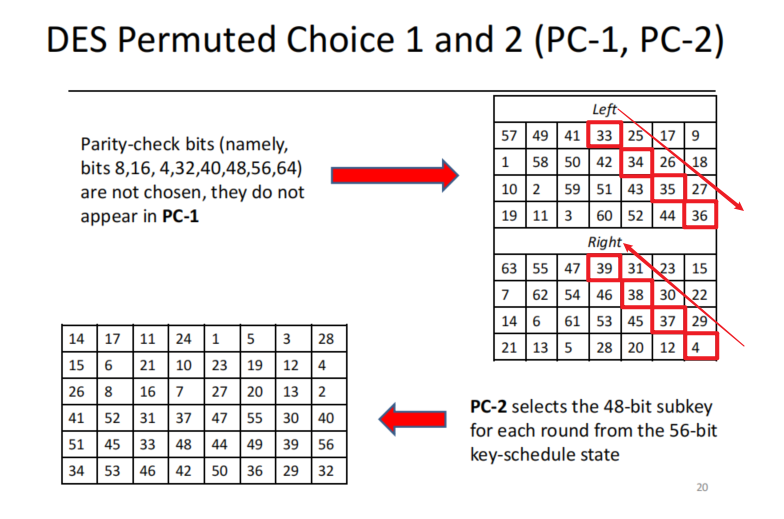 DES Permuted Choice 1 and 2 (PC-1, PC-2)
Parity-check bits (namely,
bits 8,16, 4,32,40,48,56,64)
are not chosen, they do not
appear in PC-1
Left
57 49 41 33 25 17 9
1 58 50 42 34 26 18
10 2 59 51 43 35 27
19 11 3 60 52 44 36
Right
63 55 47 39 31 23 15
7 62 54 46 38 30 22
14 6 61 53 45 37 29
21 13 5 28 20 12 4
14 17 11 24 1 5 3 28
15 6 21 10 23 19 12 4
26 8 16 7 27 20 13 2
41 52 31 37 47 55 30 40
51 45 33 48 44 49 39 56
34 53 46 42 50 36 29 32
PC-2 selects the 48-bit subkey
for each round from the 56-bit
key-schedule state
20